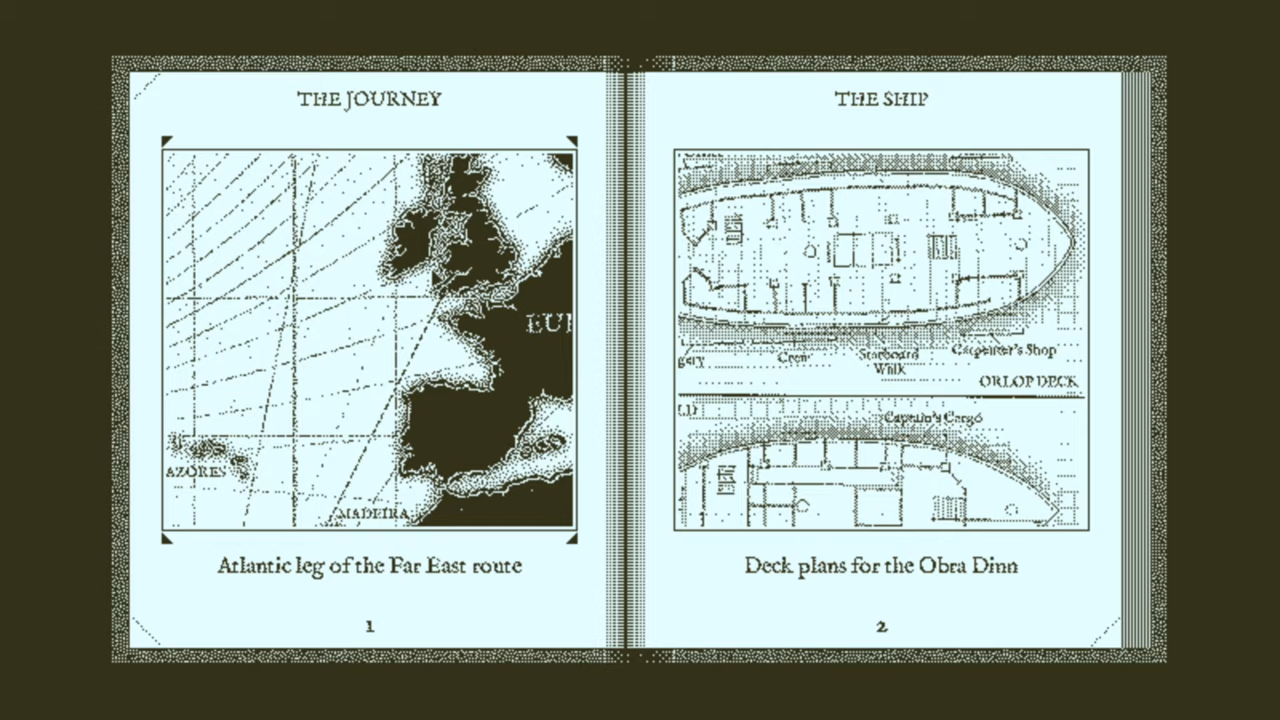 THE JOURNEY
EUR
AZORES
MADEIRA
Atlantic leg of the Far East route
1
THE SHIP
gery
Crew
Starboard
Walk
Carpenter's Shop
ORLOP DECK
Captain's Cargo
Deck plans for the Obra Dinn
2